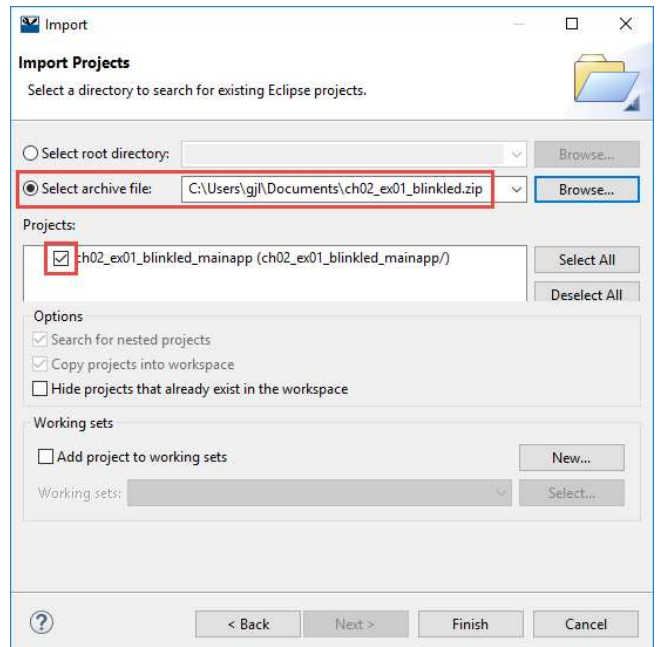 Import
Import Projects
Select a directory to search for existing Eclipse projects.
Select root directory:
Browse...
Select archive file: C:\Users\gjl\Documents\ch02_ex01_blinkled.zip Browse...
Projects:
ch02_ex01_blinkled_mainapp (ch02_ex01_blinkled_mainapp/)
Select All
Deselect All
Options
Search for nested projects
Copy projects into workspace
Hide projects that already exist in the workspace
Working sets
Add project to working sets
New...
Working sets:
Select...
? < Back Next > Finish Cancel